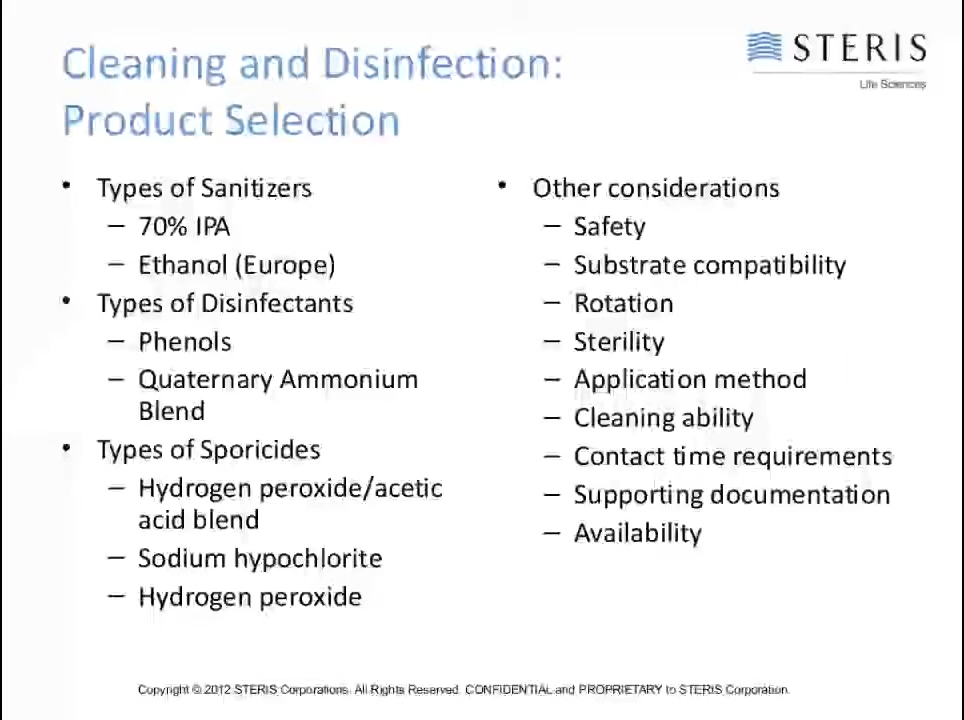 Cleaning and Disinfection:
Product Selection
STERIS
Life Sciences
• Types of Sanitizers
– 70% IPA
– Ethanol (Europe)
• Types of Disinfectants
– Phenols
– Quaternary Ammonium
Blend
• Types of Sporicides
– Hydrogen peroxide/acetic
acid blend
– Sodium hypochlorite
– Hydrogen peroxide
• Other considerations
– Safety
– Substrate compatibility
– Rotation
– Sterility
– Application method
– Cleaning ability
– Contact time requirements
– Supporting documentation
– Availability
Copyright © 2012 STERIS Corporations. All Rights Reserved. CONFIDENTIAL and PROPRIETARY to STERIS Corporation.